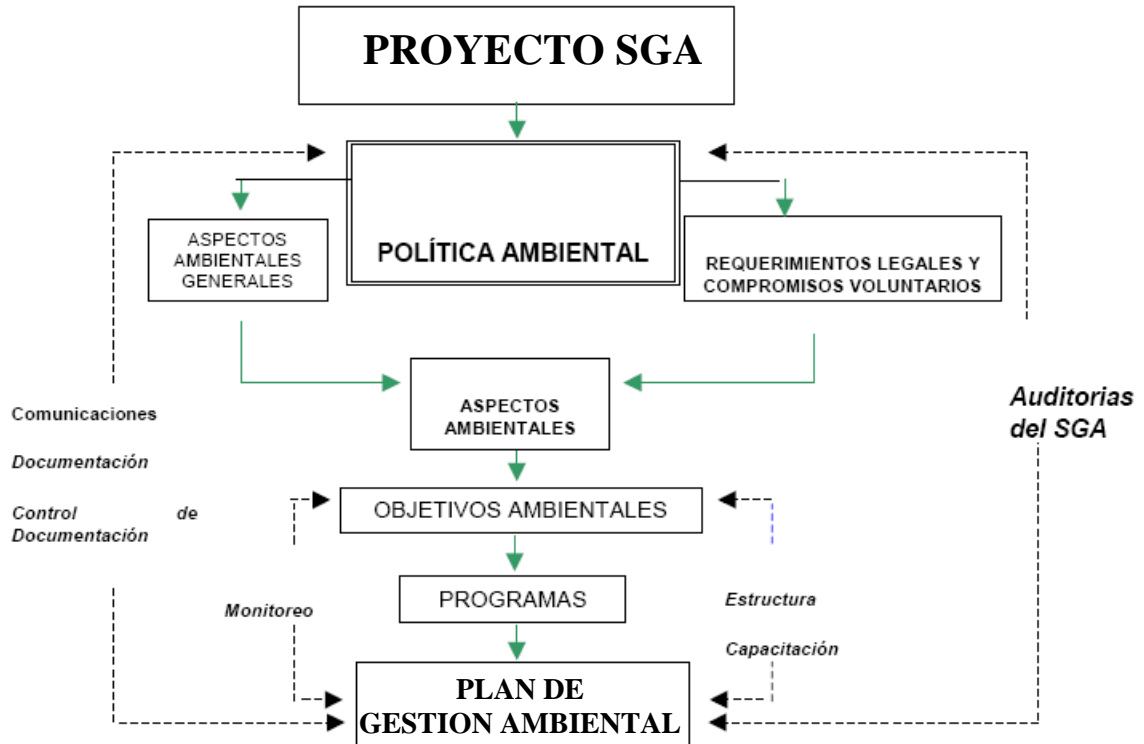 PROYECTO SGA
POLÍTICA AMBIENTAL
ASPECTOS
AMBIENTALES
GENERALES
REQUERIMIENTOS LEGALES Y
COMPROMISOS VOLUNTARIOS
ASPECTOS
AMBIENTALES
Comunicaciones
Documentación
Control de
Documentación
Auditorias
del SGA
OBJETIVOS AMBIENTALES
PROGRAMAS
Monitoreo
Estructura
Capacitación
PLAN DE
GESTION AMBIENTAL